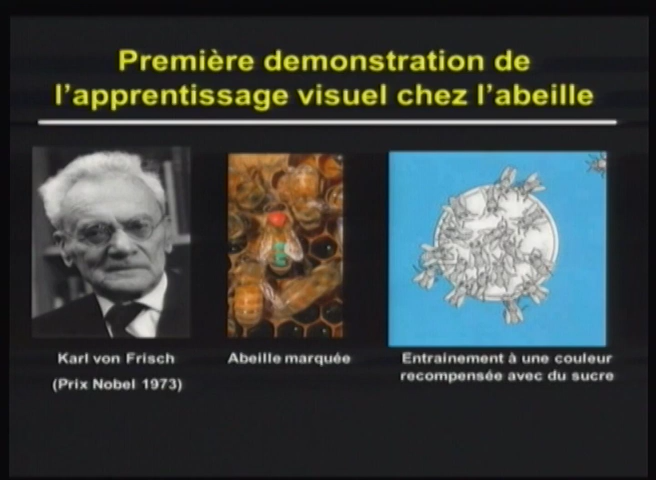 Première demonstration de
l'apprentissage visuel chez l'abeille
Karl von Frisch
(Prix Nobel 1973)
Abeille marquée
Entrainement à une couleur
recompensée avec du sucre